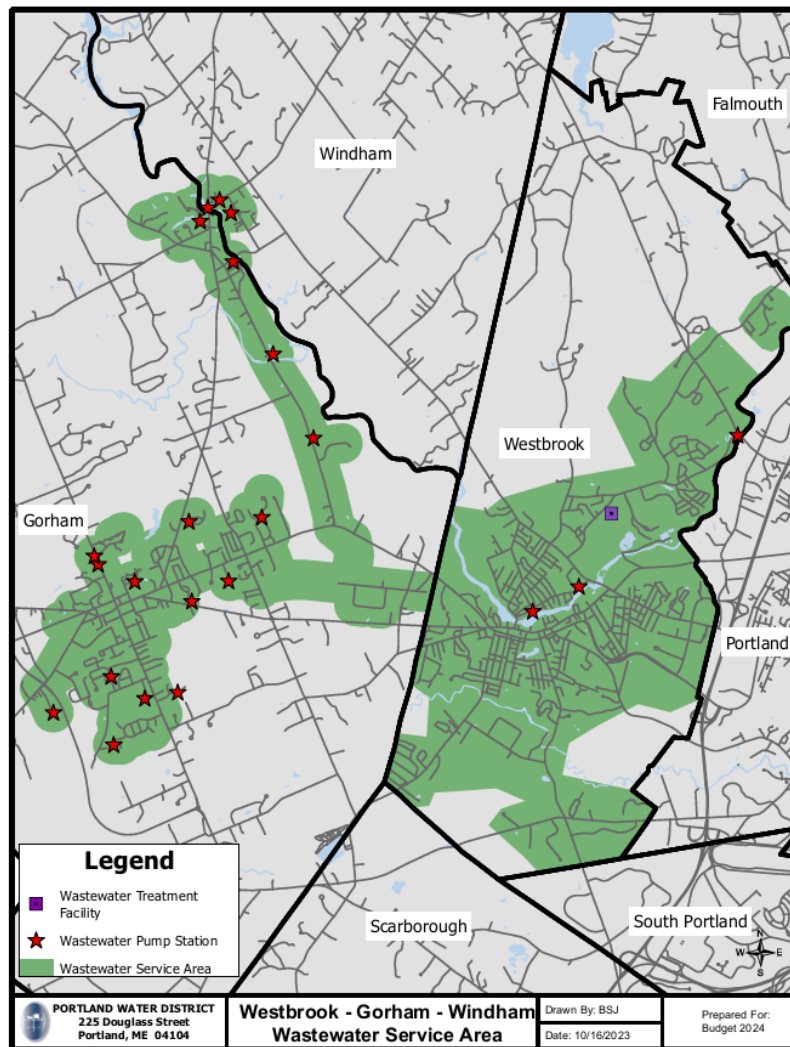 Falmouth
Windham
Westbrook
Gorham
Portland
Legend
Wastewater Treatment
Facility
Wastewater Pump Station
Wastewater Service Area
Scarborough
South Portland
N
W E
S
PORTLAND WATER DISTRICT
225 Douglass Street
Portland, ME 04104
Westbrook - Gorham - Windham
Wastewater Service Area
Drawn By: BSJ
Date: 10/16/2023
Prepared For:
Budget 2024